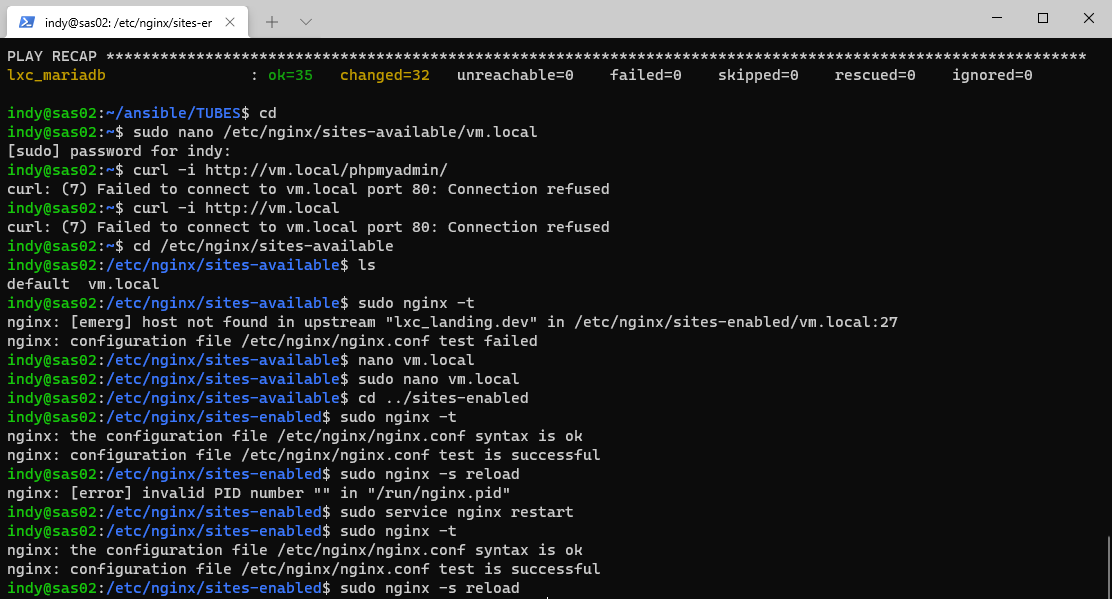 indy@sas02: /etc/nginx/sites-er
PLAY RECAP *************************************************************************************************************
lxc_mariadb : ok=35 changed=32 unreachable=0 failed=0 skipped=0 rescued=0 ignored=0
indy@sas02:~/ansible/TUBES$ cd
indy@sas02:~$ sudo nano /etc/nginx/sites-available/vm.local
[sudo] password for indy:
indy@sas02:~$ curl -i http://vm.local/phpmyadmin/
curl: (7) Failed to connect to vm.local port 80: Connection refused
indy@sas02:~$ curl -i http://vm.local
curl: (7) Failed to connect to vm.local port 80: Connection refused
indy@sas02:~$ cd /etc/nginx/sites-available
indy@sas02:/etc/nginx/sites-available$ ls
default  vm.local
indy@sas02:/etc/nginx/sites-available$ sudo nginx -t
nginx: [emerg] host not found in upstream "lxc_landing.dev" in /etc/nginx/sites-enabled/vm.local:27
nginx: configuration file /etc/nginx/nginx.conf test failed
indy@sas02:/etc/nginx/sites-available$ nano vm.local
indy@sas02:/etc/nginx/sites-available$ sudo nano vm.local
indy@sas02:/etc/nginx/sites-available$ cd ../sites-enabled
indy@sas02:/etc/nginx/sites-enabled$ sudo nginx -t
nginx: the configuration file /etc/nginx/nginx.conf syntax is ok
nginx: configuration file /etc/nginx/nginx.conf test is successful
indy@sas02:/etc/nginx/sites-enabled$ sudo nginx -s reload
nginx: [error] invalid PID number "" in "/run/nginx.pid"
indy@sas02:/etc/nginx/sites-enabled$ sudo service nginx restart
indy@sas02:/etc/nginx/sites-enabled$ sudo nginx -t
nginx: the configuration file /etc/nginx/nginx.conf syntax is ok
nginx: configuration file /etc/nginx/nginx.conf test is successful
indy@sas02:/etc/nginx/sites-enabled$ sudo nginx -s reload